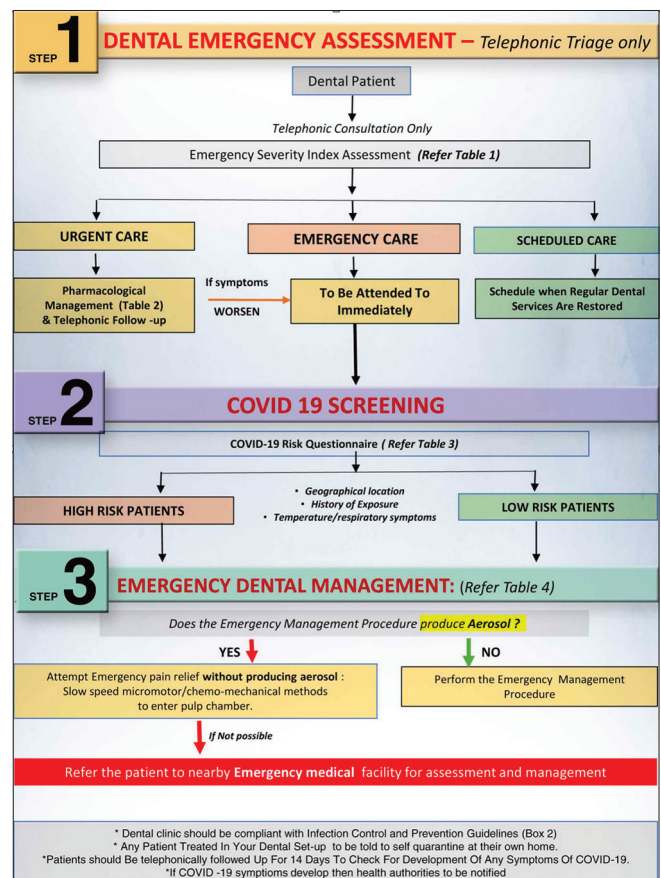 STEP 1 DENTAL EMERGENCY ASSESSMENT – Telephonic Triage only
Dental Patient
Telephonic Consultation Only
Emergency Severity Index Assessment (Refer Table 1)
URGENT CARE
EMERGENCY CARE
SCHEDULED CARE
Pharmacological
Management (Table 2)
& Telephonic Follow -up
If symptoms
WORSEN
To Be Attended To
Immediately
Schedule when Regular Dental
Services Are Restored
STEP 2 COVID 19 SCREENING
COVID-19 Risk Questionnaire ( Refer Table 3)
HIGH RISK PATIENTS
• Geographical location
• History of Exposure
• Temperature/respiratory symptoms
LOW RISK PATIENTS
STEP 3 EMERGENCY DENTAL MANAGEMENT: (Refer Table 4)
Does the Emergency Management Procedure produce Aerosol ?
YES
NO
Attempt Emergency pain relief without producing aerosol :
Slow speed micromotor/chemo-mechanical methods
to enter pulp chamber.
Perform the Emergency Management
Procedure
If Not possible
Refer the patient to nearby Emergency medical facility for assessment and management
* Dental clinic should be compliant with Infection Control and Prevention Guidelines (Box 2)
* Any Patient Treated In Your Dental Set-up to be told to self quarantine at their own home.
*Patients should Be telephonically followed Up For 14 Days To Check For Development Of Any Symptoms Of COVID-19.
*If COVID -19 symptoms develop then health authorities to be notified